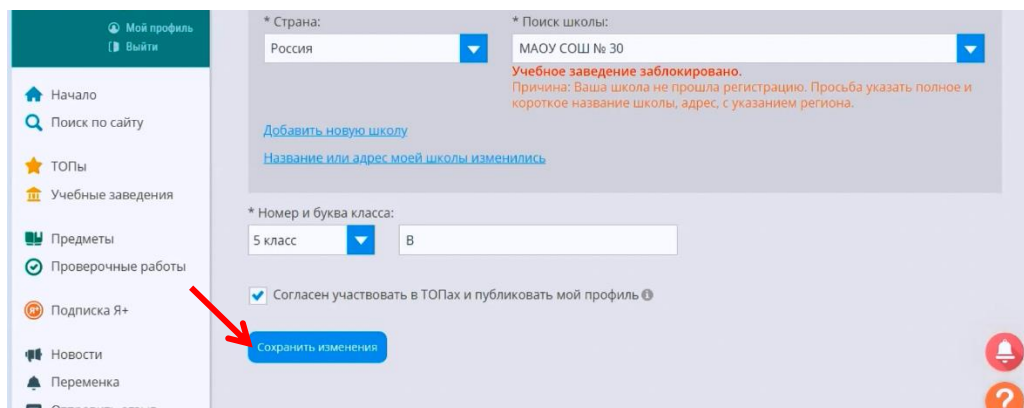 Мой профиль
Выйти
Начало
Поиск по сайту
ТОПы
Учебные заведения
Предметы
Проверочные работы
Подписка Я+
Новости
Переменка
* Страна:
Россия
* Поиск школы:
МАОУ СОШ № 30
Учебное заведение заблокировано.
Причина: Ваша школа не прошла регистрацию. Просьба указать полное и
короткое название школы, адрес, с указанием региона.
Добавить новую школу
Название или адрес моей школы изменились
* Номер и буква класса:
5 класс
В
Согласен участвовать в ТОПах и публиковать мой профиль
Сохранить изменения
?